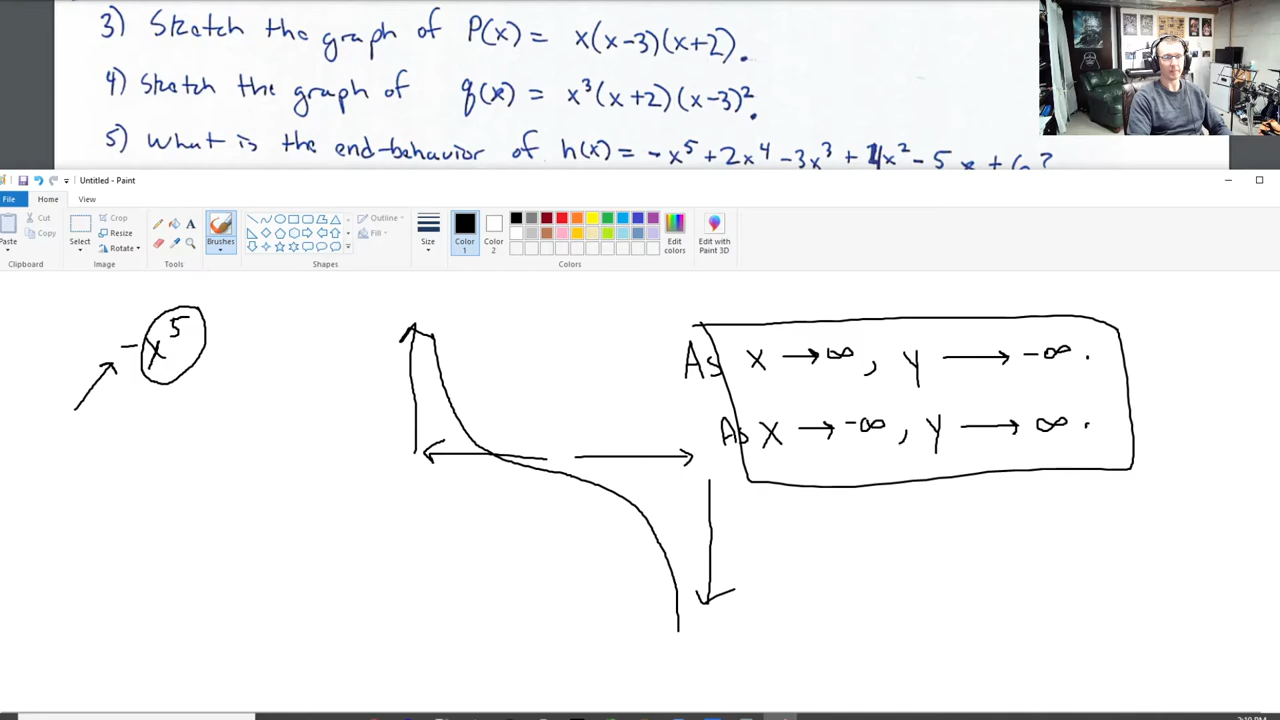 3) Sketch the graph of P(x) = x(x-3)(x+2).
4) Sketch the graph of q(x) = x³(x+2)(x-3)².
5) What is the end-behavior of h(x) = -x⁵+2x⁴-3x³+4x²-5x+6?
Untitled - Paint
File Home View
Cut
Copy
Paste
Crop
Resize
Rotate
Select
Brushes
Outline
Fill
Size
Color 1
Color 2
Edit colors
Edit with Paint 3D
Clipboard Image Tools Shapes Colors
-x⁵
As x → ∞, y → -∞.
As x → -∞, y → ∞.